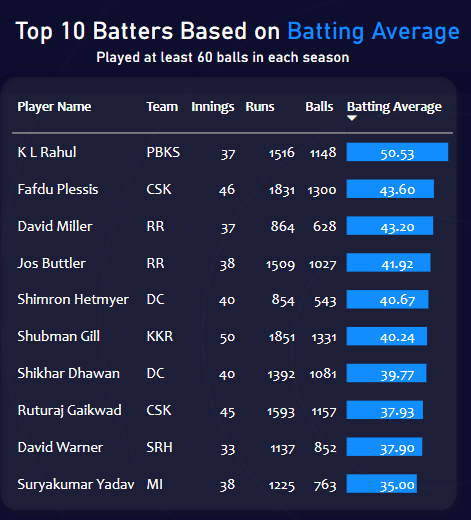 Top 10 Batters Based on Batting Average
Played at least 60 balls in each season
Player Name Team Innings Runs Balls Batting Average
K L Rahul PBKS 37 1516 1148 50.53
Fafdu Plessis CSK 46 1831 1300 43.60
David Miller RR 37 864 628 43.20
Jos Buttler RR 38 1509 1027 41.92
Shimron Hetmyer DC 40 854 543 40.67
Shubman Gill KKR 50 1851 1331 40.24
Shikhar Dhawan DC 40 1392 1081 39.77
Ruturaj Gaikwad CSK 45 1593 1157 37.93
David Warner SRH 33 1137 852 37.90
Suryakumar Yadav MI 38 1225 763 35.00